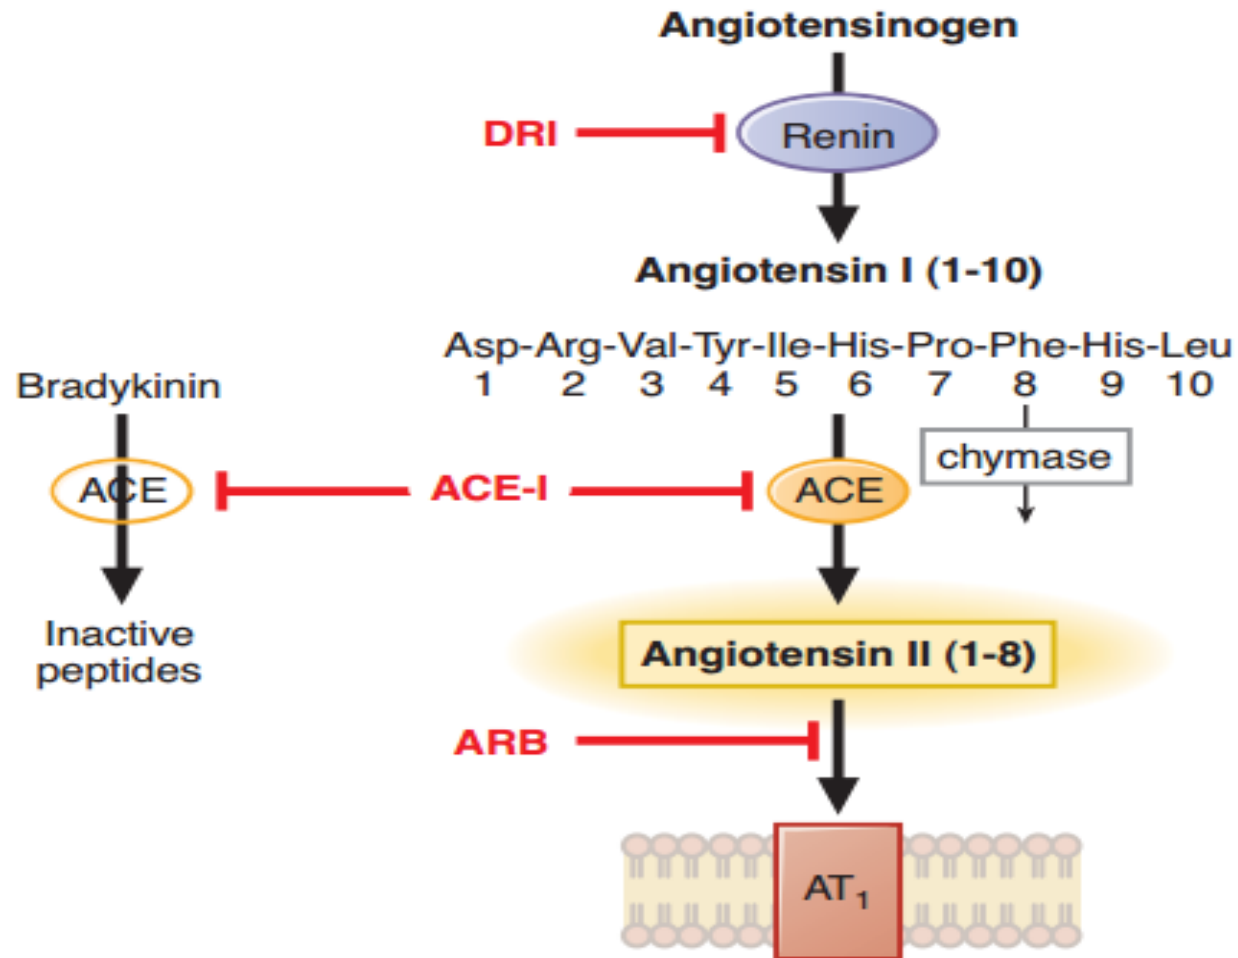 Angiotensinogen
DRI
Renin
Angiotensin I (1-10)
Asp-Arg-Val-Tyr-Ile-His-Pro-Phe-His-Leu
1 2 3 4 5 6 7 8 9 10
Bradykinin
chymase
ACE
ACE-I
ACE
Inactive
peptides
Angiotensin II (1-8)
ARB
AT1